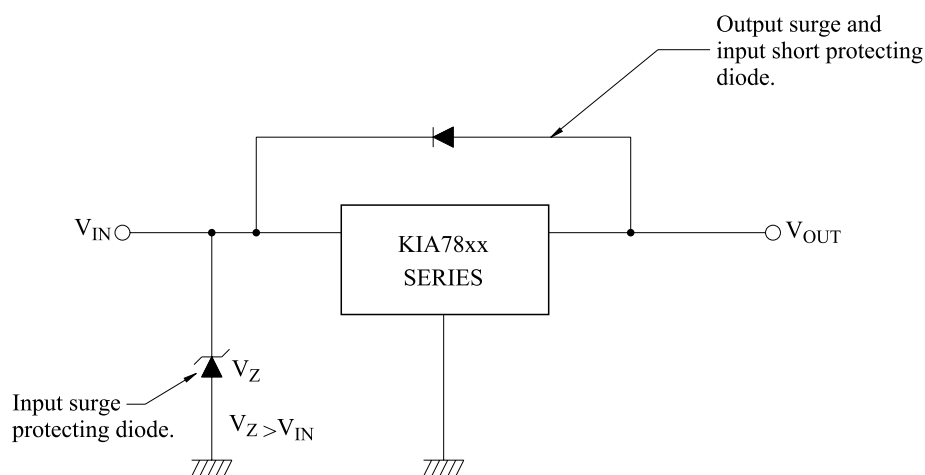 Output surge and
input short protecting
diode.
VIN
KIA78xx
SERIES
VOUT
VZ
Input surge
protecting diode.
VZ>VIN